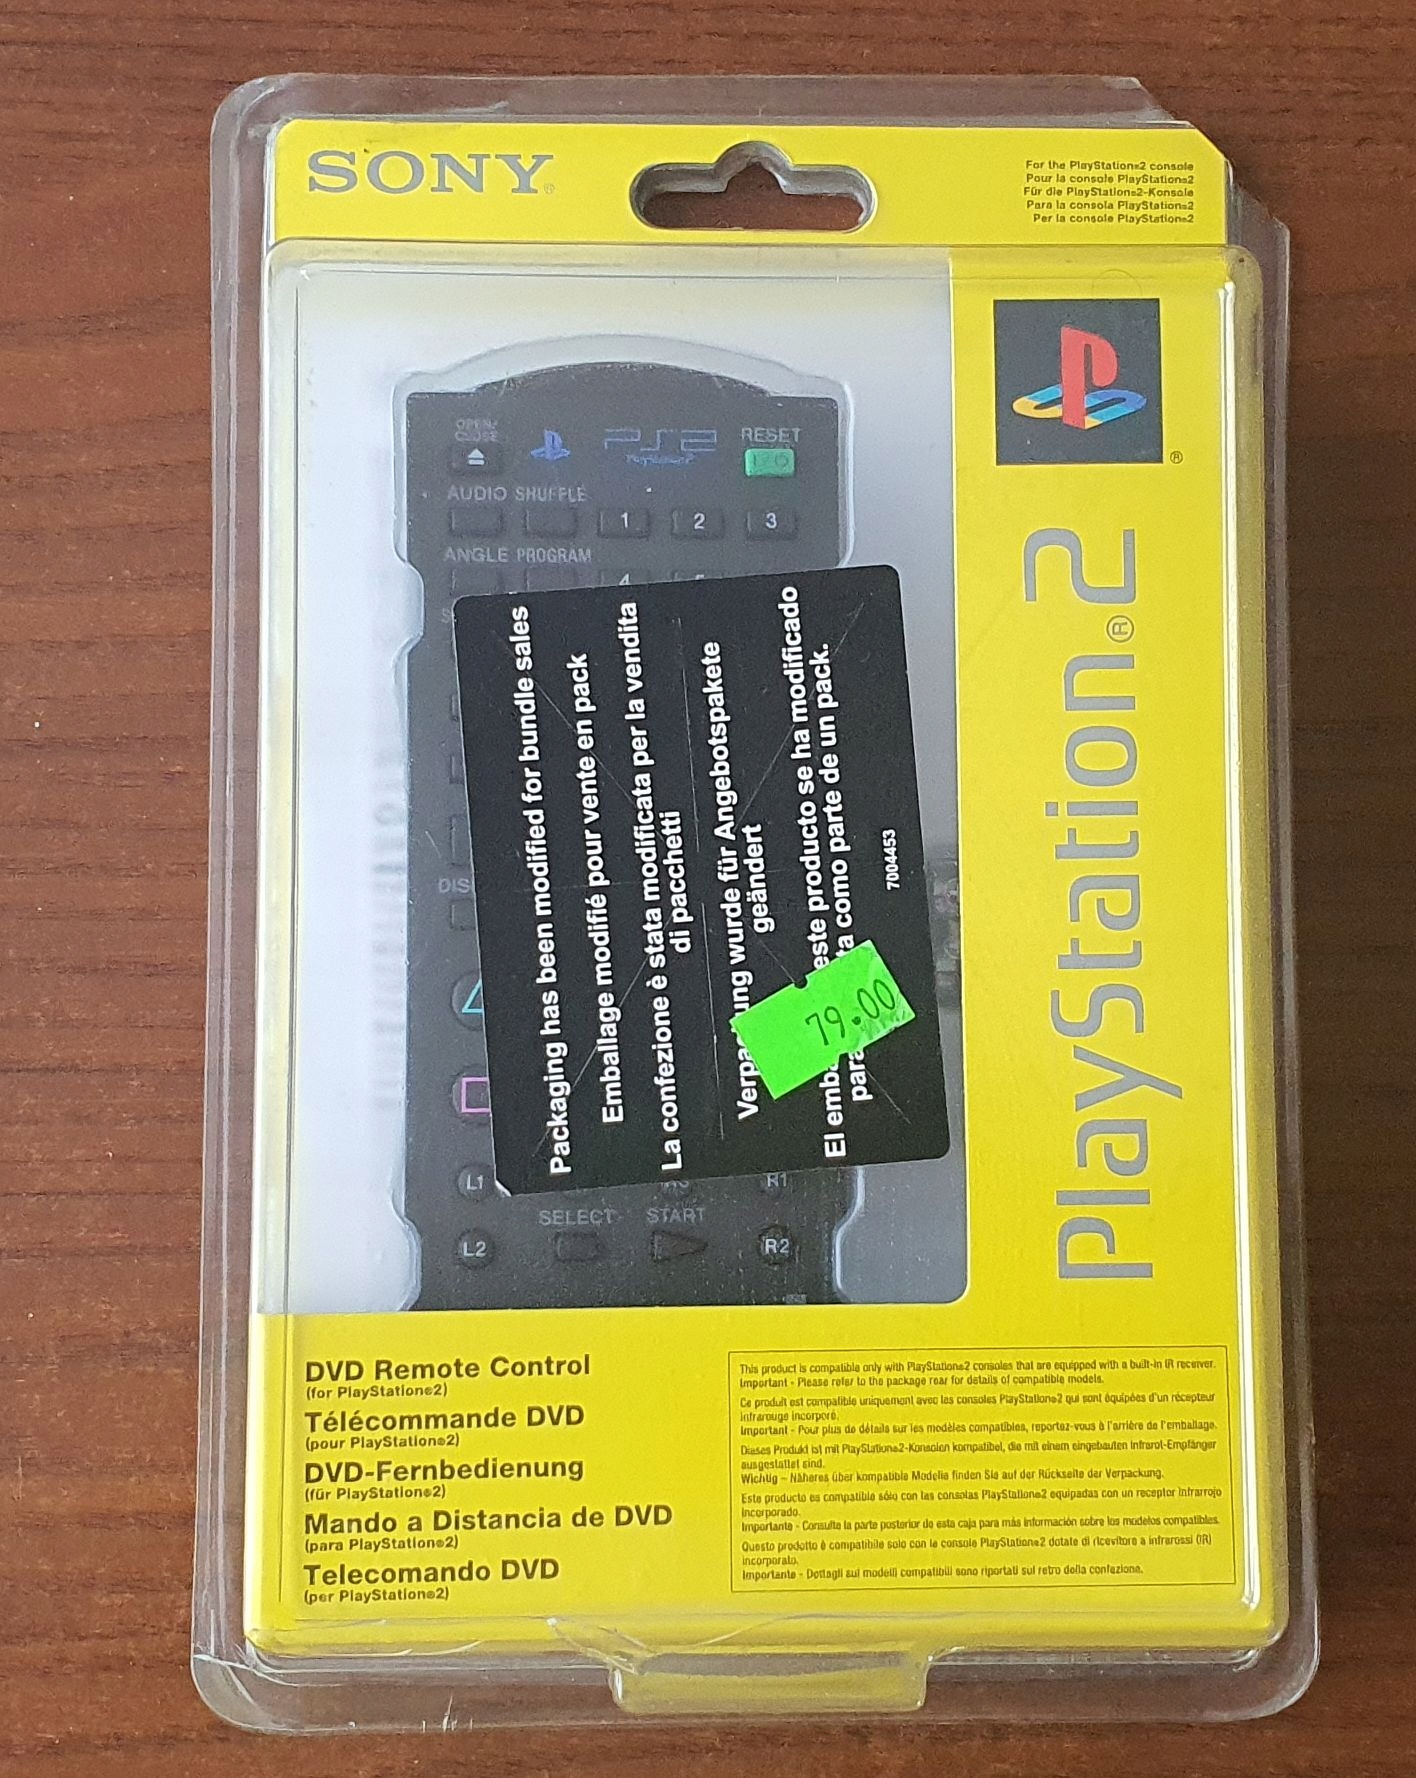 SONY®
For the PlayStation®2 console
Pour la console PlayStation®2
Für die PlayStation®2-Konsole
Para la consola PlayStation®2
Per la console PlayStation®2
®
PlayStation®2
OPEN/
CLOSE
PS2
PlayStation 2
RESET
AUDIO SHUFFLE
1 2 3
ANGLE PROGRAM
4
Packaging has been modified for bundle sales
Emballage modifié pour vente en pack
La confezione è stata modificata per la vendita
di pacchetti
ung wurde für Angebotspakete
geändert
El este producto se ha modificado
como parte de un pack.
7004453
79.00
L1 R1
SELECT START
L2 R2
DVD Remote Control
(for PlayStation®2)
Télécommande DVD
(pour PlayStation®2)
DVD-Fernbedienung
(für PlayStation®2)
Mando a Distancia de DVD
(para PlayStation®2)
Telecomando DVD
(per PlayStation®2)
This product is compatible only with PlayStation®2 consoles that are equipped with a built-in IR receiver.
Important - Please refer to the package rear for details of compatible models.
Ce produit est compatible uniquement avec les consoles PlayStation®2 qui sont équipées d'un récepteur
infrarouge incorporé.
Important - Pour plus de détails sur les modèles compatibles, reportez-vous à l'arrière de l'emballage.
Dieses Produkt ist mit PlayStation®2-Konsolen kompatibel, die mit einem eingebauten Infrarot-Empfänger
ausgestattet sind.
Wichtig – Näheres über kompatible Modelle finden Sie auf der Rückseite der Verpackung.
Este producto es compatible sólo con las consolas PlayStation®2 equipadas con un receptor infrarrojo
incorporado.
Importante - Consulte la parte posterior de esta caja para más información sobre los modelos compatibles.
Questo prodotto è compatibile solo con le console PlayStation®2 dotate di ricevitore a infrarossi (IR)
incorporato.
Importante - Dettagli sui modelli compatibili sono riportati sul retro della confezione.